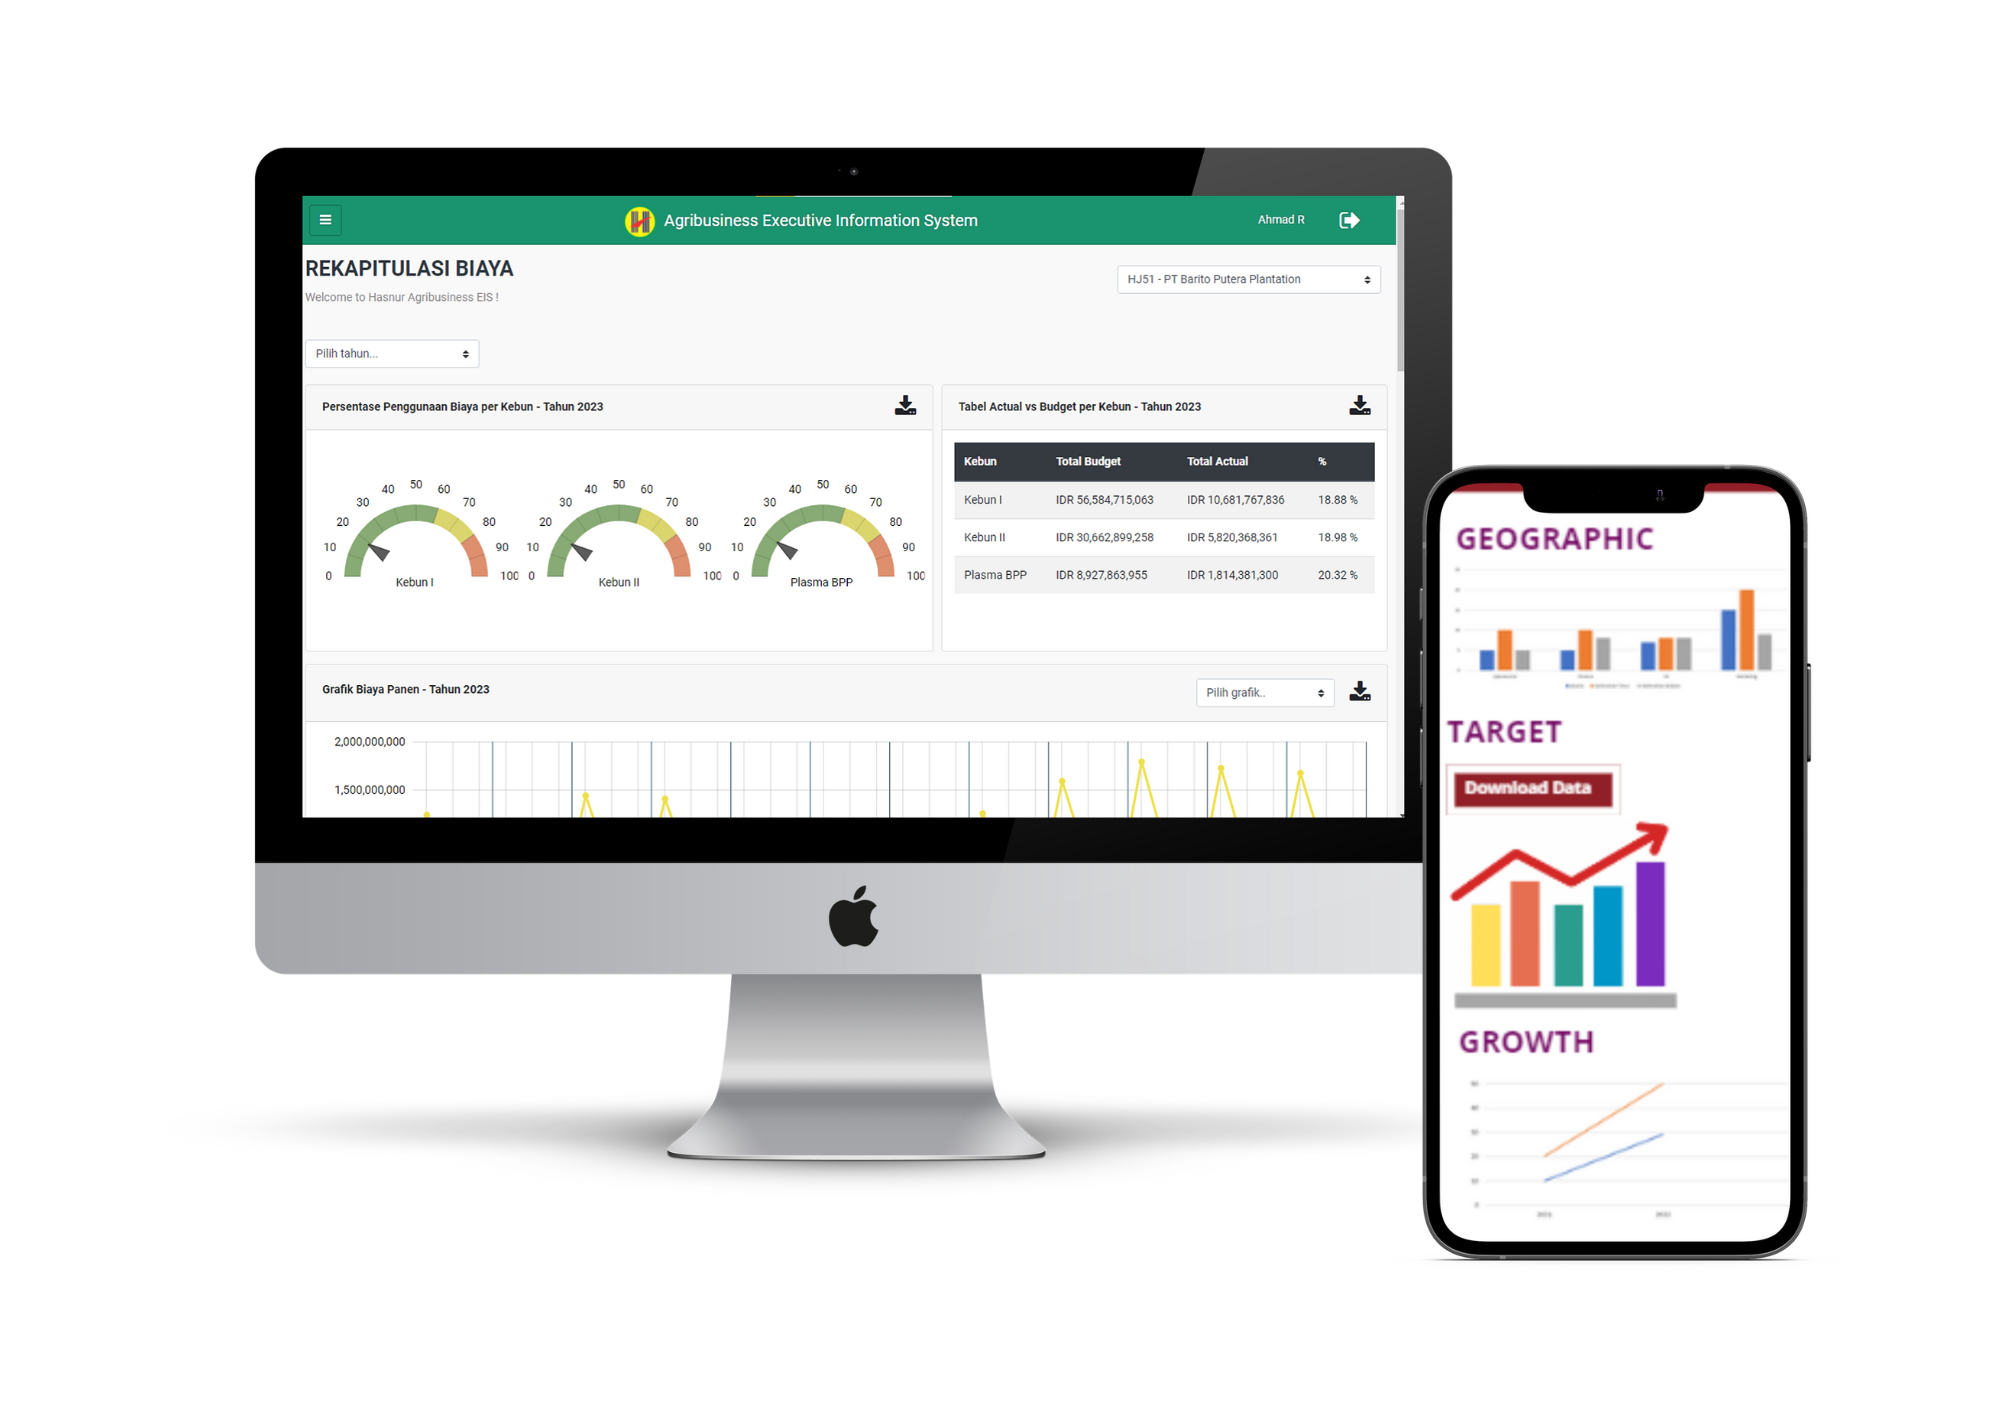 Agribusiness Executive Information System
Ahmad R
REKAPITULASI BIAYA
Welcome to Hasnur Agribusiness EIS !
HJ51 - PT Barito Putera Plantation
Pilih tahun...
Persentase Penggunaan Biaya per Kebun - Tahun 2023
0 10 20 30 40 50 60 70 80 90 100
Kebun I
0 10 20 30 40 50 60 70 80 90 100
Kebun II
0 10 20 30 40 50 60 70 80 90 100
Plasma BPP
Tabel Actual vs Budget per Kebun - Tahun 2023
Kebun Total Budget Total Actual %
Kebun I IDR 56,584,715,063 IDR 10,681,767,836 18.88 %
Kebun II IDR 30,662,899,258 IDR 5,820,368,361 18.98 %
Plasma BPP IDR 8,927,863,955 IDR 1,814,381,300 20.32 %
Grafik Biaya Panen - Tahun 2023
Pilih grafik..
2,000,000,000
1,500,000,000
GEOGRAPHIC
TARGET
Download Data
GROWTH